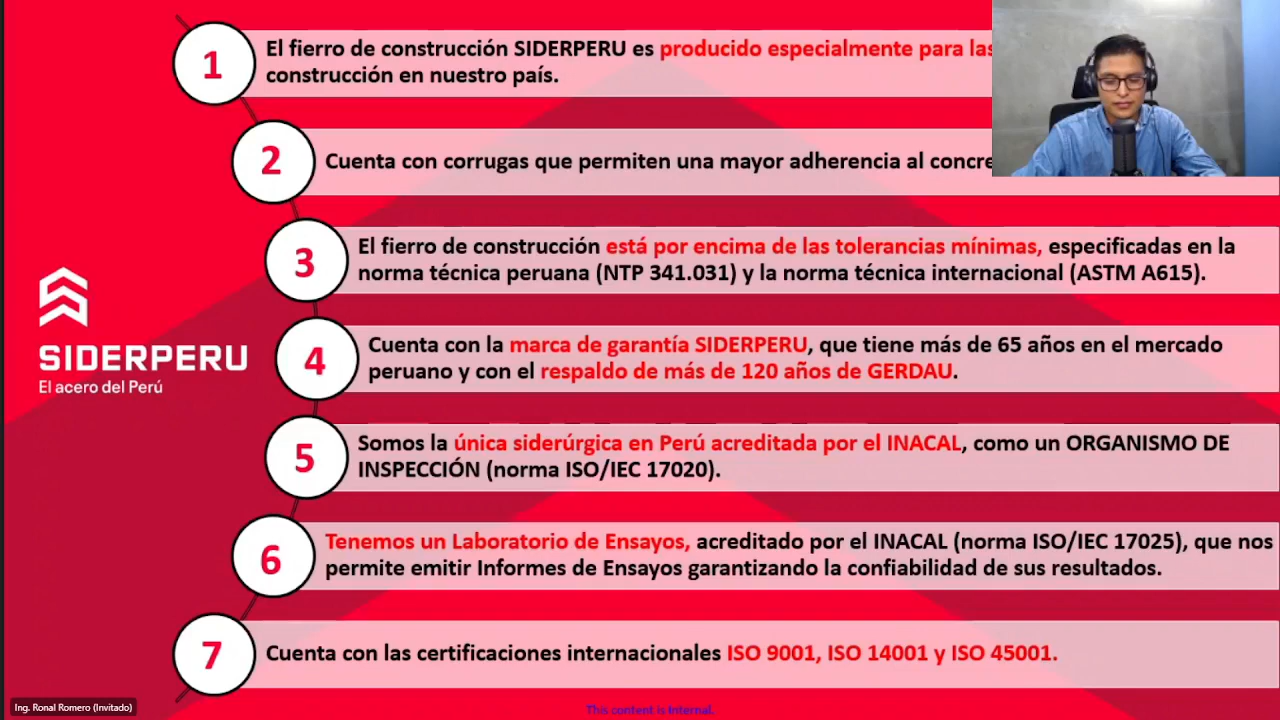 1
El fierro de construcción SIDERPERU es producido especialmente para las
construcción en nuestro país.
2
Cuenta con corrugas que permiten una mayor adherencia al
3
El fierro de construcción está por encima de las tolerancias mínimas, especificadas en la
norma técnica peruana (NTP 341.031) y la norma técnica internacional (ASTM A615).
SIDERPERU
El acero del Perú
4
Cuenta con la marca de garantía SIDERPERU, que tiene más de 65 años en el mercado
peruano y con el respaldo de más de 120 años de GERDAU.
5
Somos la única siderúrgica en Perú acreditada por el INACAL, como un ORGANISMO DE
INSPECCIÓN (norma ISO/IEC 17020).
6
Tenemos un Laboratorio de Ensayos, acreditado por el INACAL (norma ISO/IEC 17025), que nos
permite emitir Informes de Ensayos garantizando la confiabilidad de sus resultados.
7
Cuenta con las certificaciones internacionales ISO 9001, ISO 14001 y ISO 45001.
Ing. Ronal Romero (Invitado)
This content is Internal.